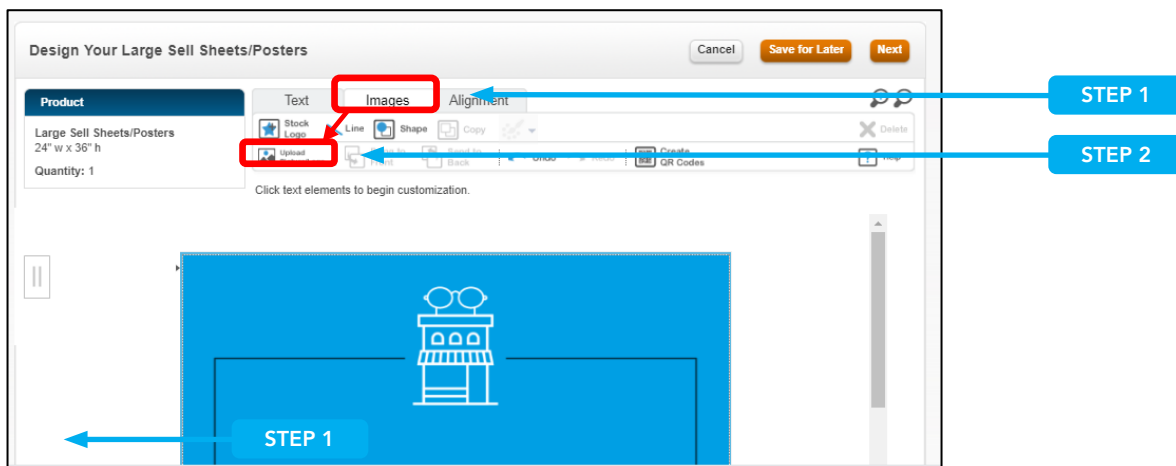 Design Your Large Sell Sheets/Posters
Cancel
Save for Later
Next
Product
Large Sell Sheets/Posters
24" w x 36" h
Quantity: 1
Text
Images
Alignment
STEP 1
Stock
Logo
Line
Shape
Copy
Delete
Upload
Front
Send to
Back
Undo
Redo
Create
QR Codes
Help
STEP 2
Click text elements to begin customization.
STEP 1